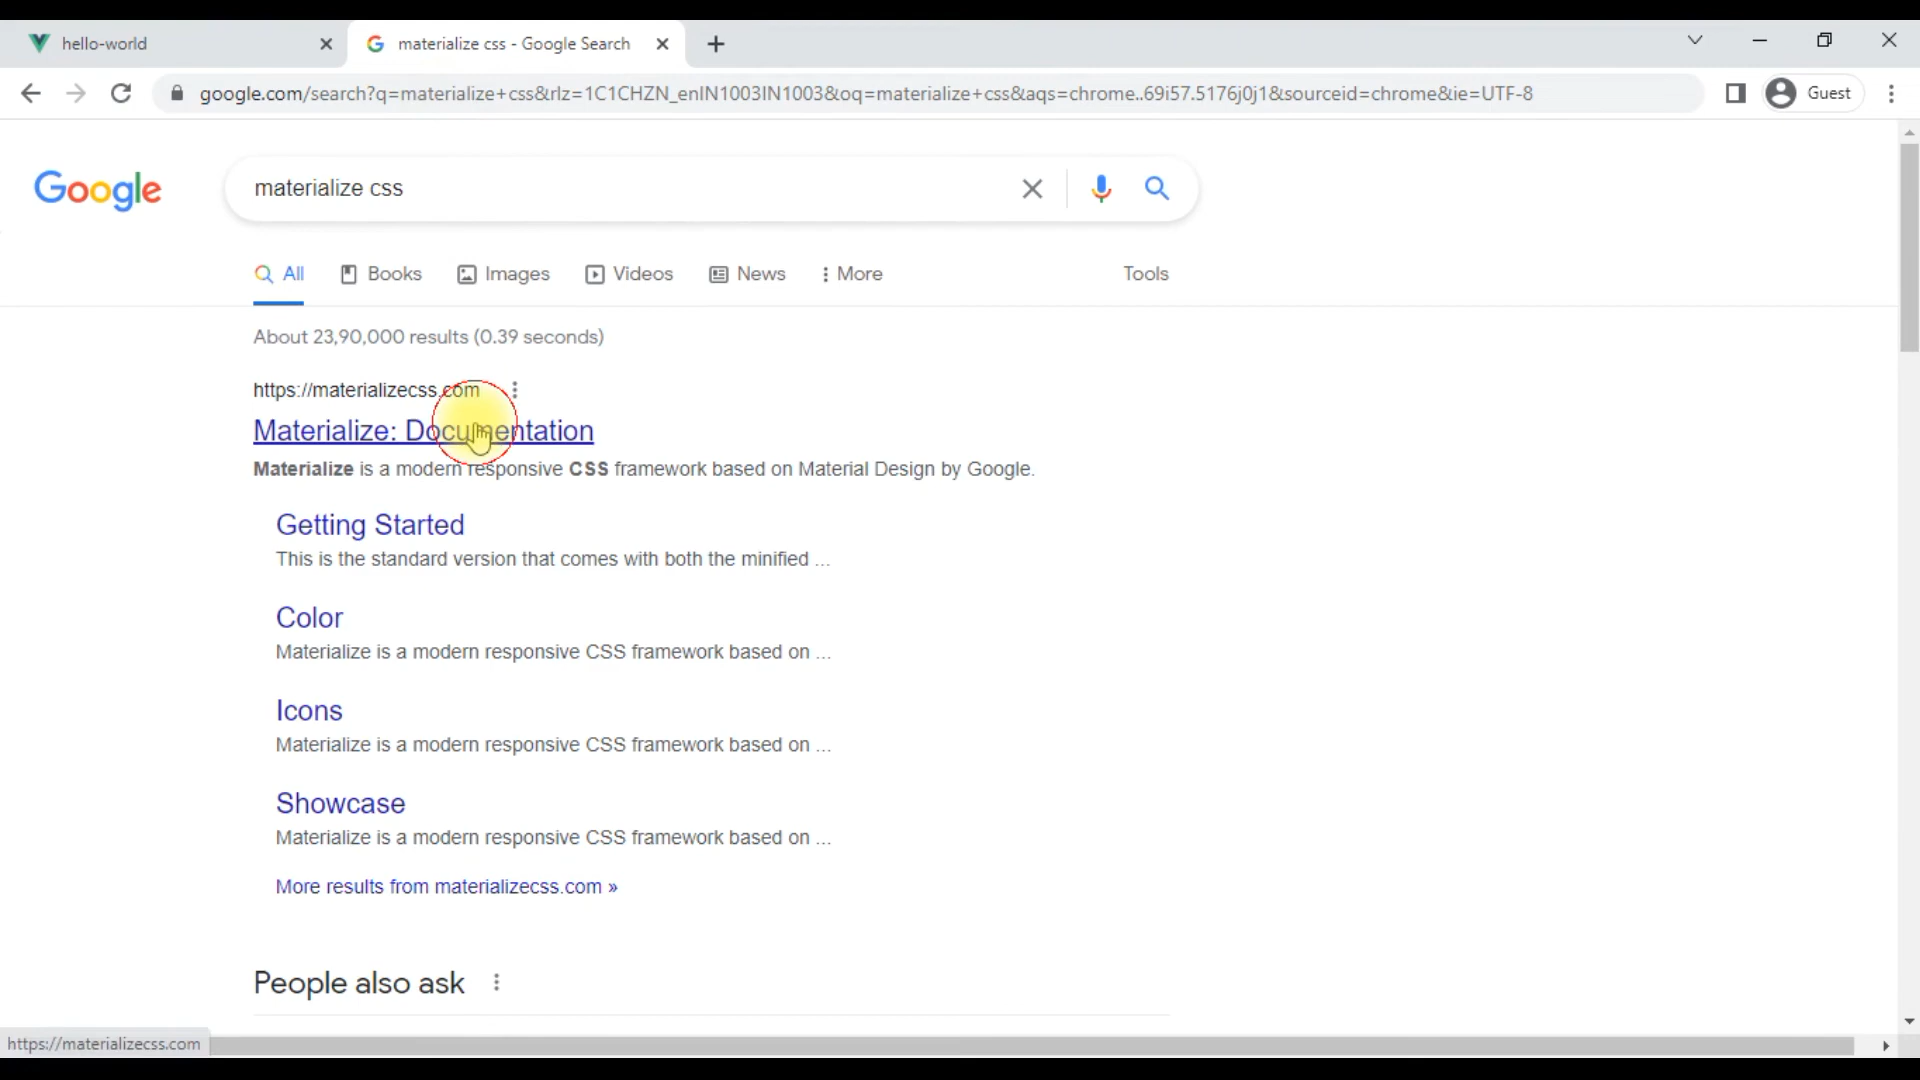 hello-world
materialize css - Google Search
google.com/search?q=materialize+css&rlz=1C1CHZN_enIN1003IN1003&oq=materialize+css&aqs=chrome..69i57.5176j0j1&sourceid=chrome&ie=UTF-8
Guest
Google
materialize css
All Books Images Videos News More Tools
About 23,90,000 results (0.39 seconds)
https://materializecss.com
Materialize: Documentation
Materialize is a modern responsive CSS framework based on Material Design by Google.
Getting Started
This is the standard version that comes with both the minified ...
Color
Materialize is a modern responsive CSS framework based on ...
Icons
Materialize is a modern responsive CSS framework based on ...
Showcase
Materialize is a modern responsive CSS framework based on ...
More results from materializecss.com »
People also ask
https://materializecss.com